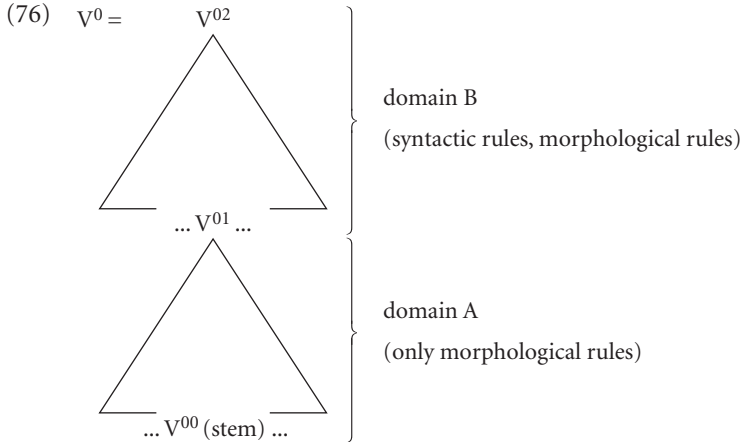 (76) V⁰ = V⁰²
domain B
(syntactic rules, morphological rules)
... V⁰¹ ...
domain A
(only morphological rules)
... V⁰⁰ (stem) ...